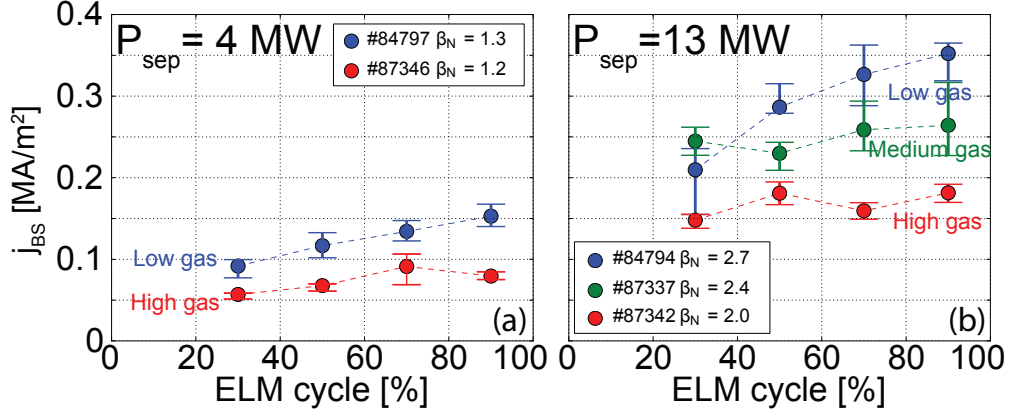 P_sep = 4 MW
#84797 β_N = 1.3
#87346 β_N = 1.2
Low gas
High gas
(a)
0.4
0.3
0.2
0.1
0
j_BS [MA/m²]
0 20 40 60 80 100
ELM cycle [%]
P_sep =13 MW
Low gas
Medium gas
High gas
#84794 β_N = 2.7
#87337 β_N = 2.4
#87342 β_N = 2.0
(b)
0 20 40 60 80 100
ELM cycle [%]